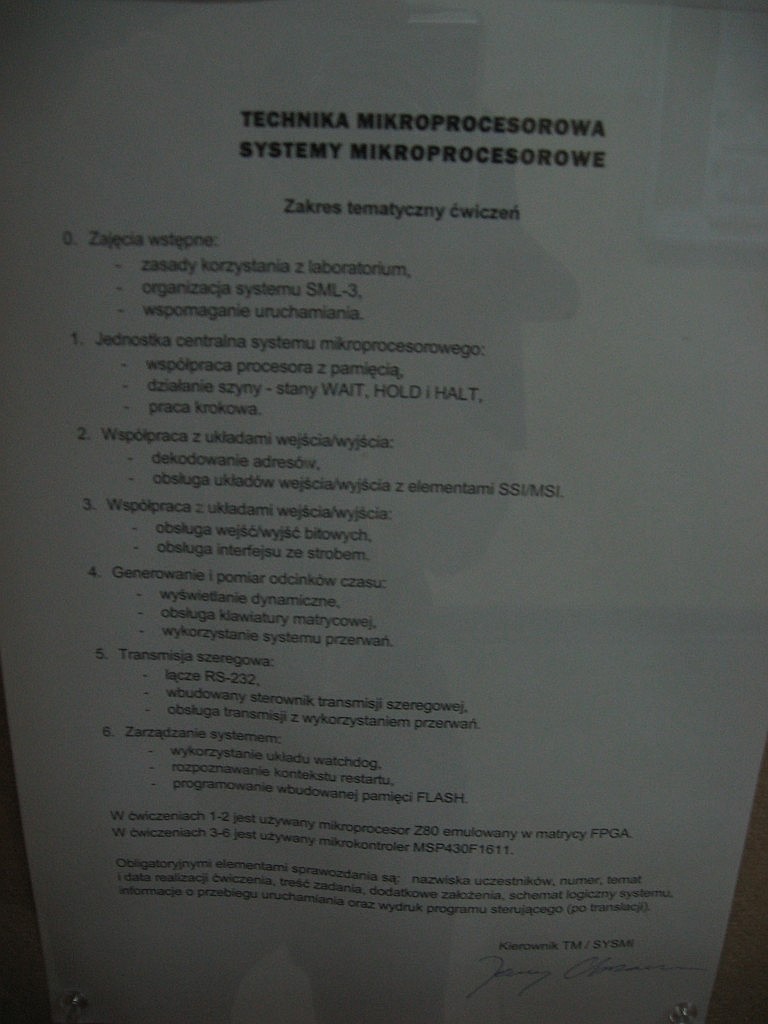 TECHNIKA MIKROPROCESOROWA
SYSTEMY MIKROPROCESOROWE
Zakres tematyczny ćwiczeń
0. Zajęcia wstępne:
- zasady korzystania z laboratorium,
- organizacja systemu SML-3,
- wspomaganie uruchamiania.
1. Jednostka centralna systemu mikroprocesorowego:
- współpraca procesora z pamięcią,
- działanie szyny - stany WAIT, HOLD i HALT,
- praca krokowa.
2. Współpraca z układami wejścia/wyjścia:
- dekodowanie adresów,
- obsługa układów wejścia/wyjścia z elementami SSI/MSI.
3. Współpraca z układami wejścia/wyjścia:
- obsługa wejść/wyjść bitowych,
- obsługa interfejsu ze strobem.
4. Generowanie i pomiar odcinków czasu:
- wyświetlanie dynamiczne,
- obsługa klawiatury matrycowej,
- wykorzystanie systemu przerwań.
5. Transmisja szeregowa:
- łącze RS-232,
- wbudowany sterownik transmisji szeregowej,
- obsługa transmisji z wykorzystaniem przerwań.
6. Zarządzanie systemem:
- wykorzystanie układu watchdog,
- rozpoznawanie kontekstu restartu,
- programowanie wbudowanej pamięci FLASH.
W ćwiczeniach 1-2 jest używany mikroprocesor Z80 emulowany w matrycy FPGA.
W ćwiczeniach 3-6 jest używany mikrokontroler MSP430F1611.
Obligatoryjnymi elementami sprawozdania są: nazwiska uczestników, numer, temat
i data realizacji ćwiczenia, treść zadania, dodatkowe założenia, schemat logiczny systemu,
informacje o przebiegu uruchamiania oraz wydruk programu sterującego (po translacji).
Kierownik TM / SYSMI